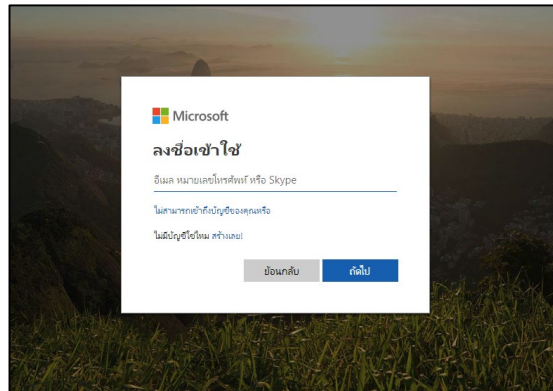 Microsoft
ลงชื่อเข้าใช้
อีเมล หมายเลขโทรศัพท์ หรือ Skype
ไม่สามารถเข้าถึงบัญชีของคุณหรือ
ไม่มีบัญชีใช่ไหม สร้างเลย!
ย้อนกลับ ถัดไป